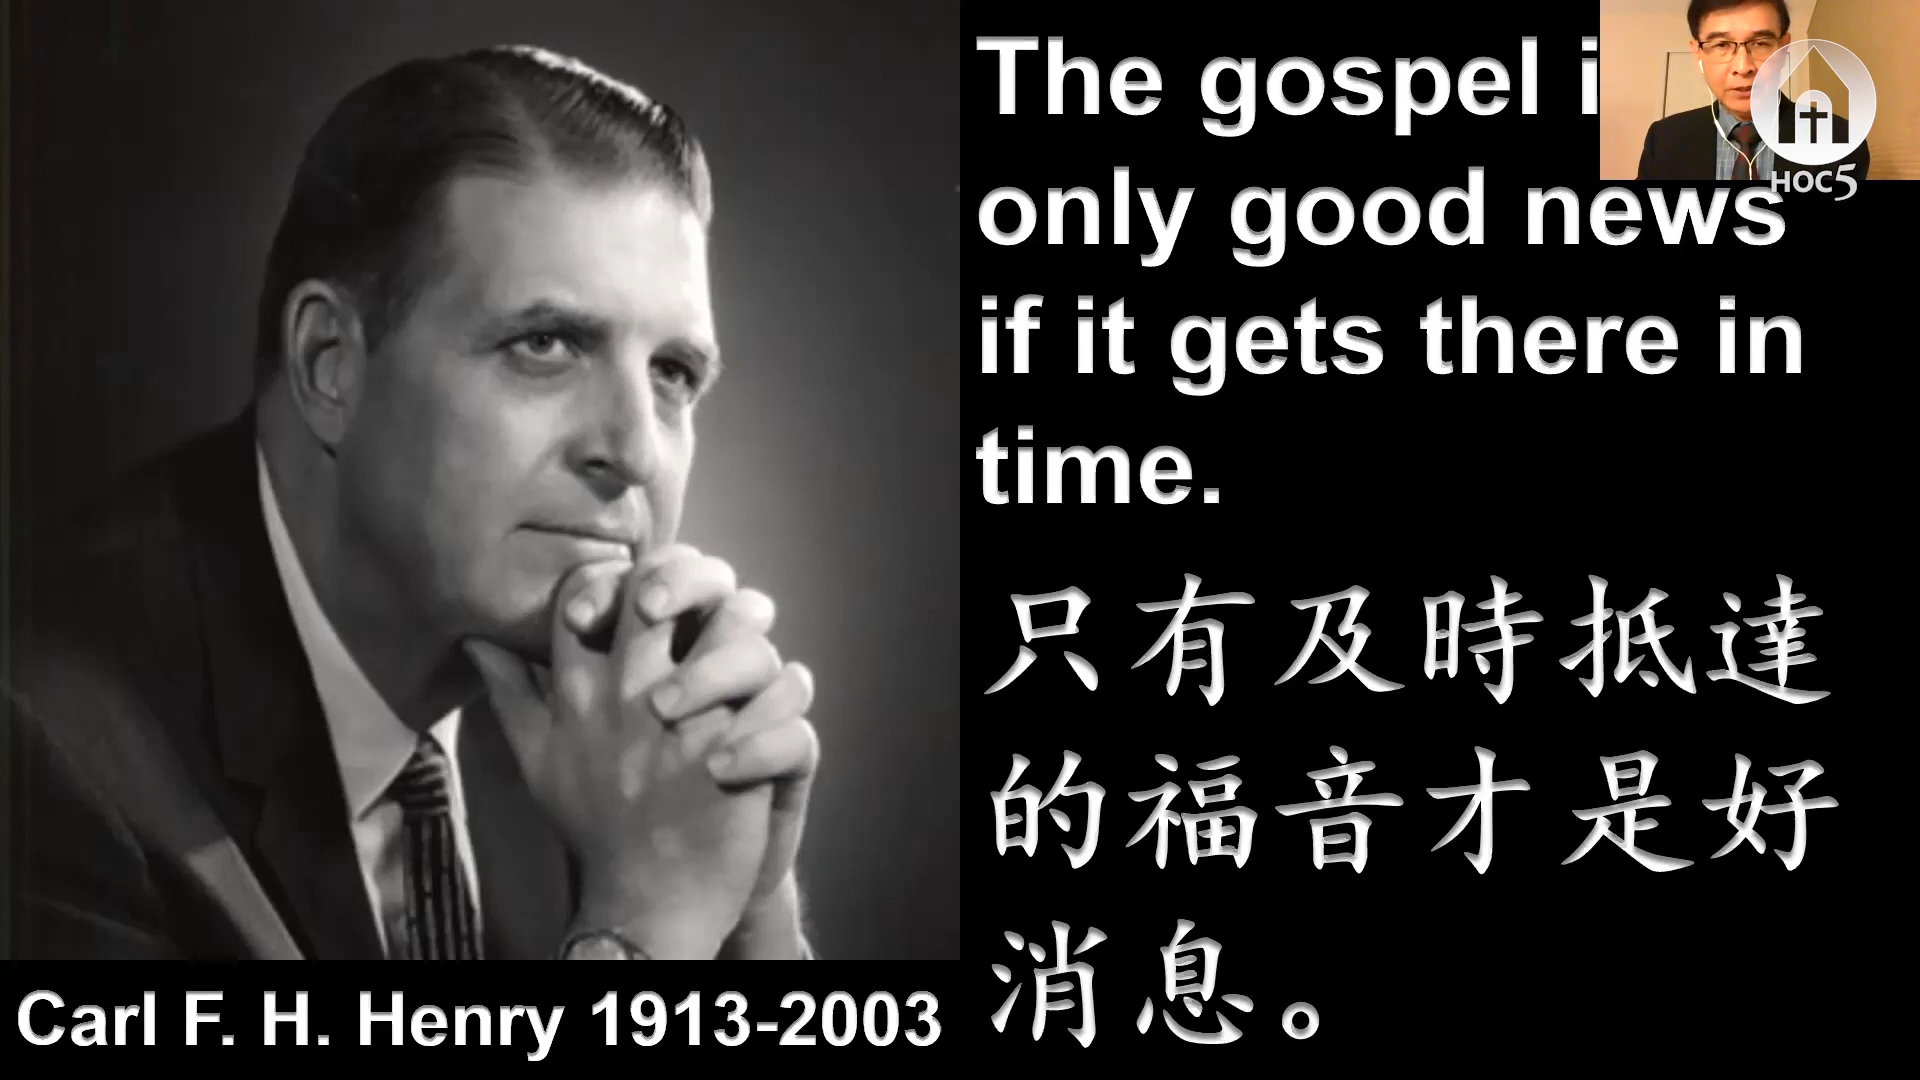 The gospel i
only good news
if it gets there in
time.
只有及時抵達
的福音才是好
消息。
Carl F. H. Henry 1913-2003
HOC5